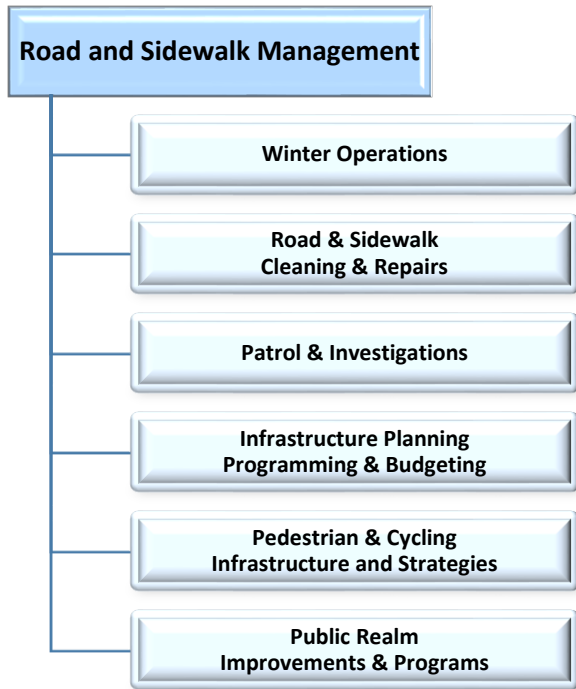 Road and Sidewalk Management
Winter Operations
Road & Sidewalk
Cleaning & Repairs
Patrol & Investigations
Infrastructure Planning
Programming & Budgeting
Pedestrian & Cycling
Infrastructure and Strategies
Public Realm
Improvements & Programs